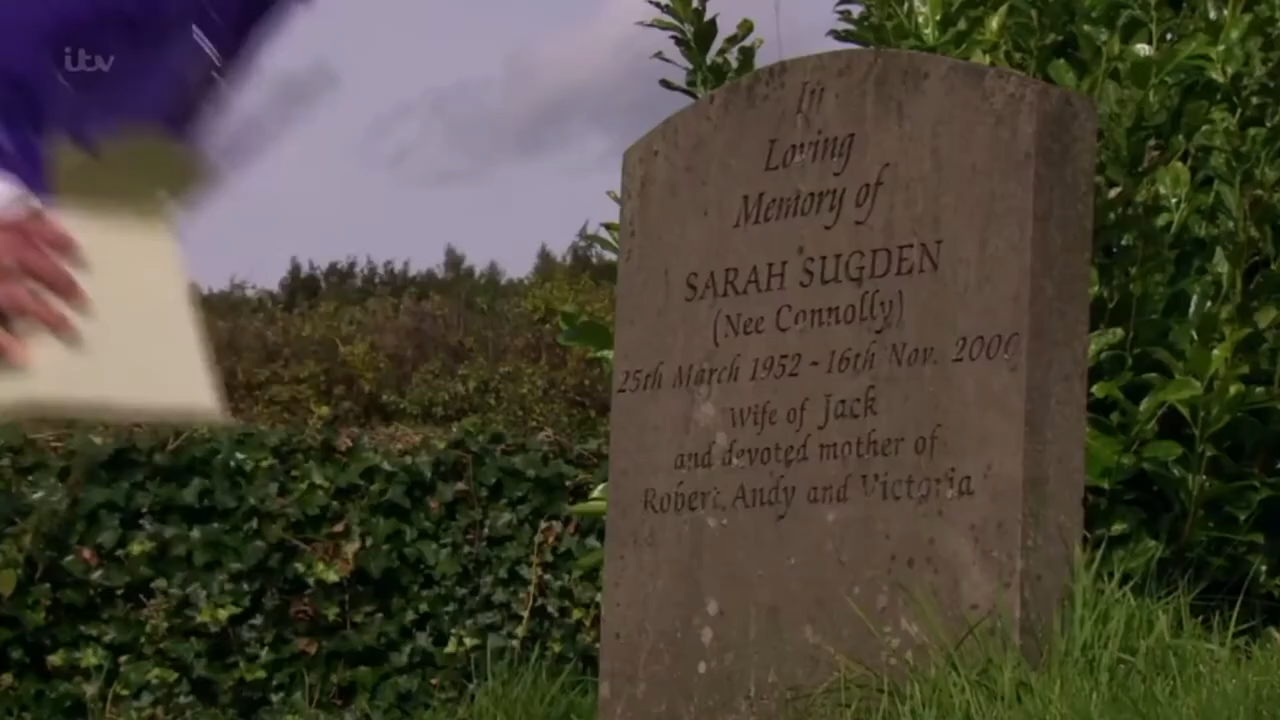 itv
In
Loving
Memory of
SARAH SUGDEN
(Nee Connolly)
25th March 1952 - 16th Nov. 2000
Wife of Jack
and devoted mother of
Robert, Andy and Victoria